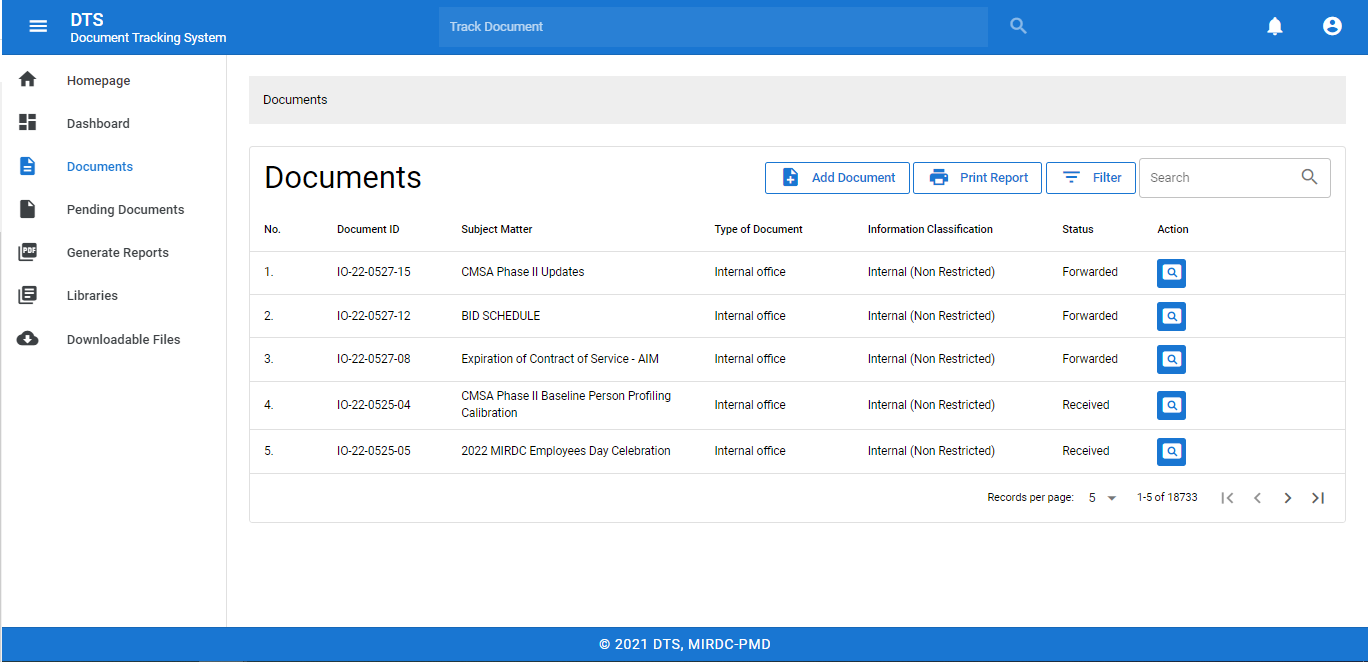 DTS
Document Tracking System
Track Document
Homepage
Dashboard
Documents
Pending Documents
PDF
Generate Reports
Libraries
Downloadable Files
Documents
Documents
Add Document
Print Report
Filter
Search
No. Document ID Subject Matter Type of Document Information Classification Status Action
1. IO-22-0527-15 CMSA Phase II Updates Internal office Internal (Non Restricted) Forwarded
2. IO-22-0527-12 BID SCHEDULE Internal office Internal (Non Restricted) Forwarded
3. IO-22-0527-08 Expiration of Contract of Service - AIM Internal office Internal (Non Restricted) Forwarded
4. IO-22-0525-04 CMSA Phase II Baseline Person Profiling Internal office Internal (Non Restricted) Received
Calibration
5. IO-22-0525-05 2022 MIRDC Employees Day Celebration Internal office Internal (Non Restricted) Received
Records per page: 5 1-5 of 18733
© 2021 DTS, MIRDC-PMD